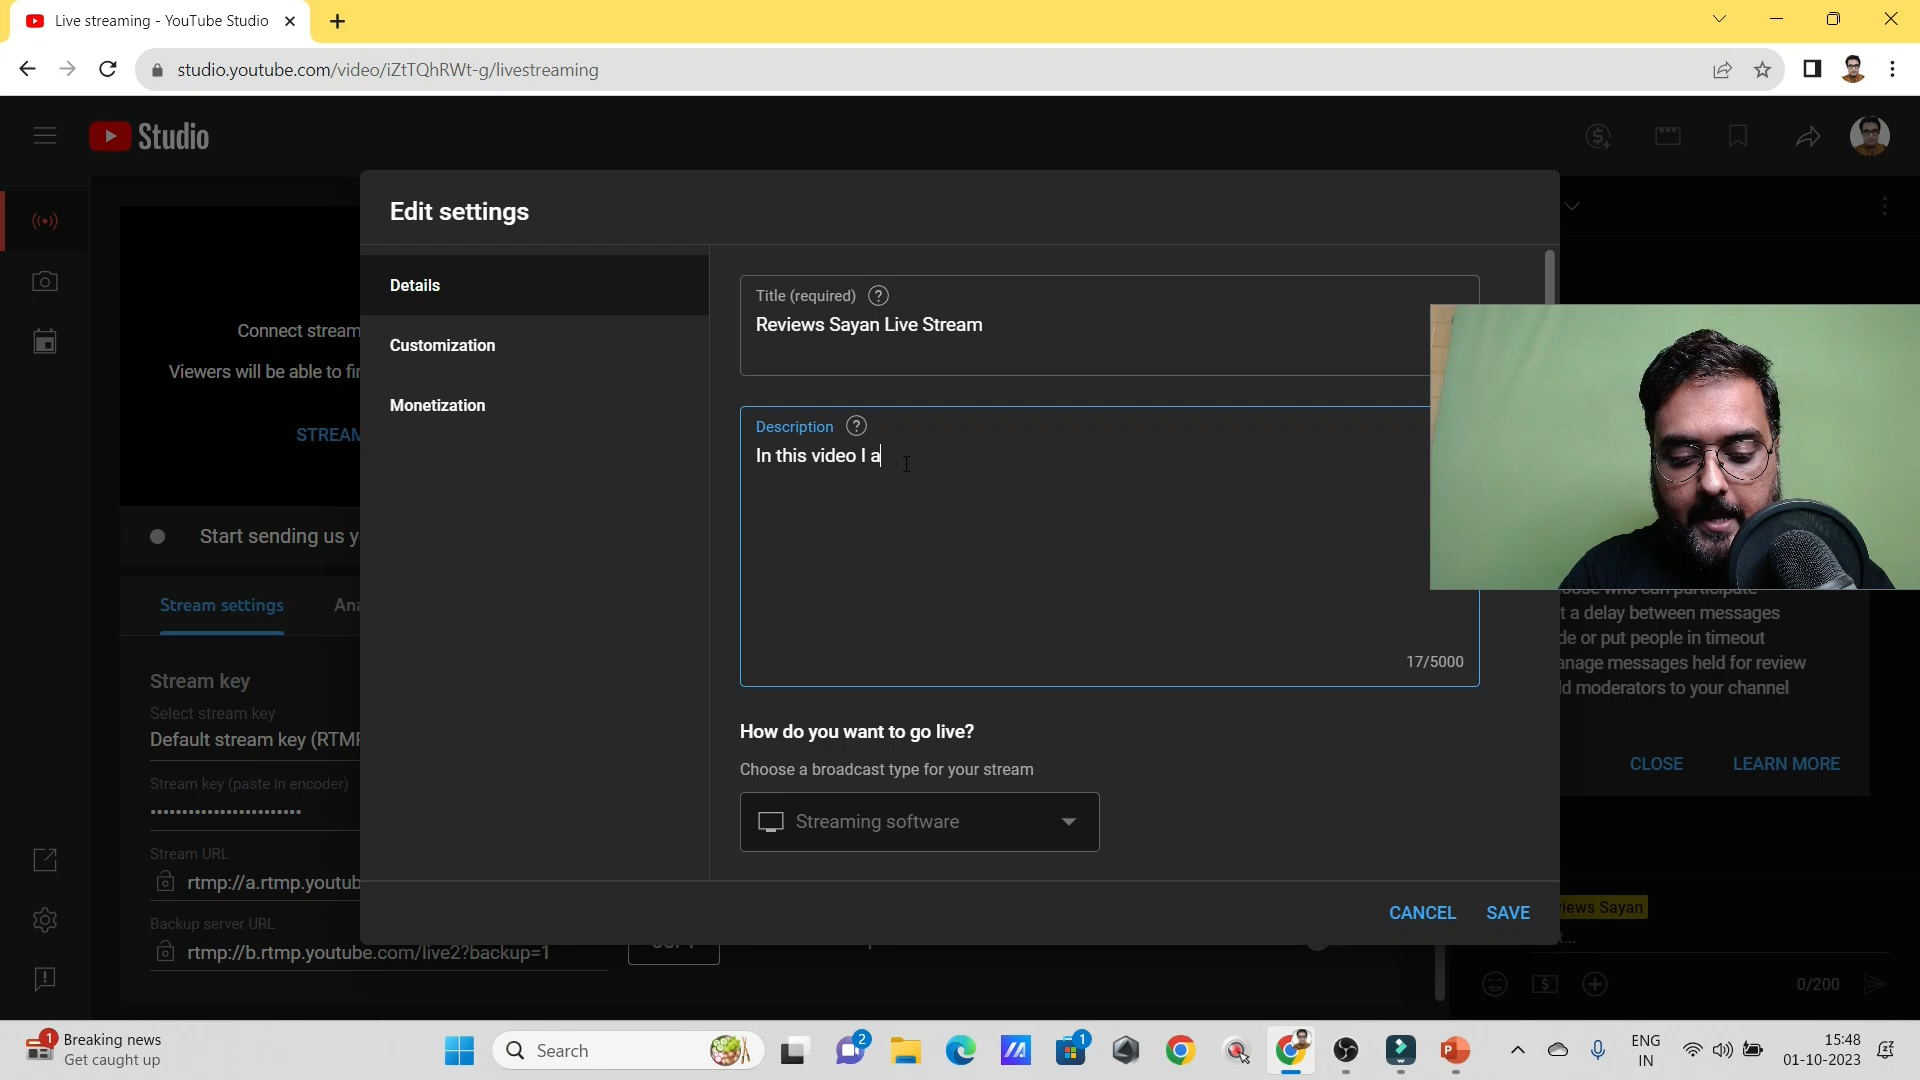 Live streaming - YouTube Studio
studio.youtube.com/video/iZtTQhRWt-g/livestreaming
Studio
Edit settings
Details
Customization
Monetization
Title (required)
Reviews Sayan Live Stream
Description
In this video I a
17/5000
How do you want to go live?
Choose a broadcast type for your stream
Streaming software
CANCEL
SAVE
Connect stream
Viewers will be able to
STREAM
Start sending us
Stream settings
Stream key
Select stream key
Default stream key
Stream key (paste in encoder)
Stream URL
rtmp://a.rtmp.youtub
Backup server URL
rtmp://b.rtmp.youtube.com/live2?backup=1
who can participate
t a delay between messages
de or put people in timeout
anage messages held for review
d moderators to your channel
CLOSE
LEARN MORE
iews Sayan
0/200
1
Breaking news
Get caught up
Search
2
1
ENG
IN
15:48
01-10-2023